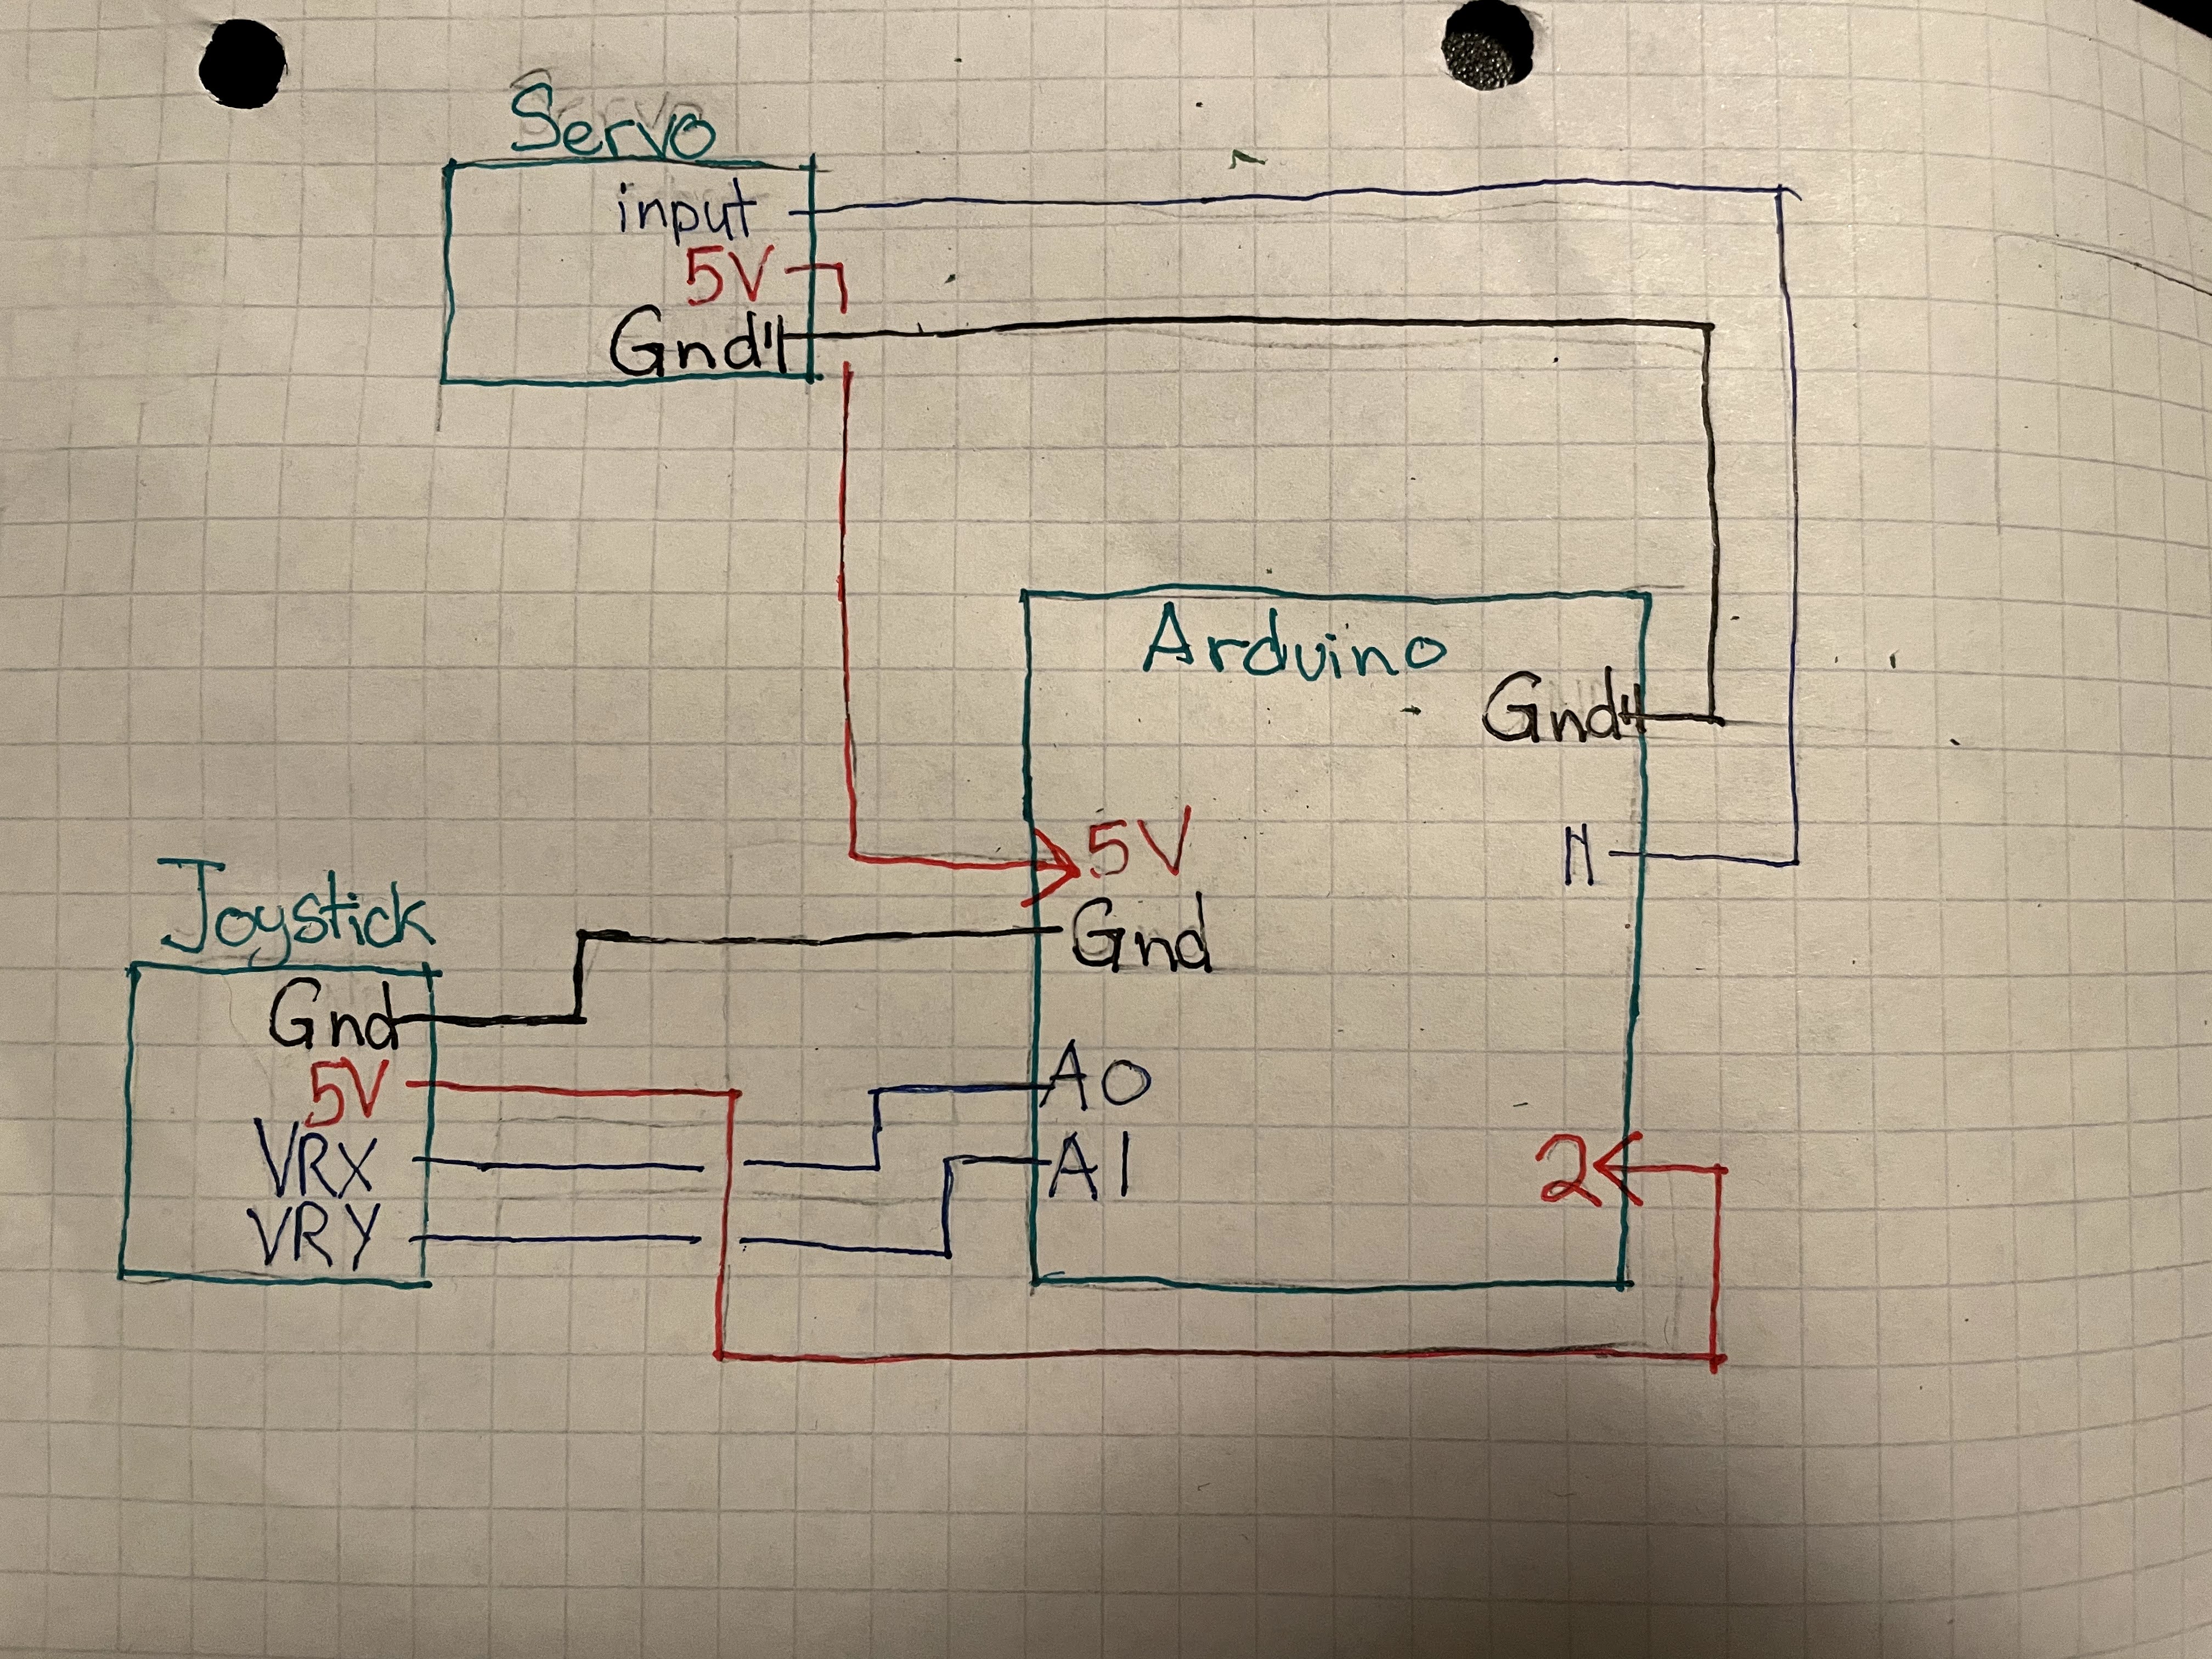 Servo
input
5V
Gnd
Joystick
Gnd
5V
VRX
VRY
Arduino
Gnd
5V
11
Gnd
A0
A1
2